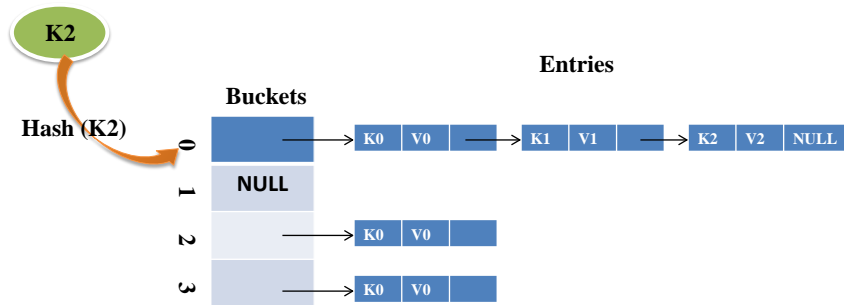 K2
Entries
Buckets
Hash (K2)
0 K0 V0 K1 V1 K2 V2 NULL
1 NULL
2 K0 V0
3 K0 V0